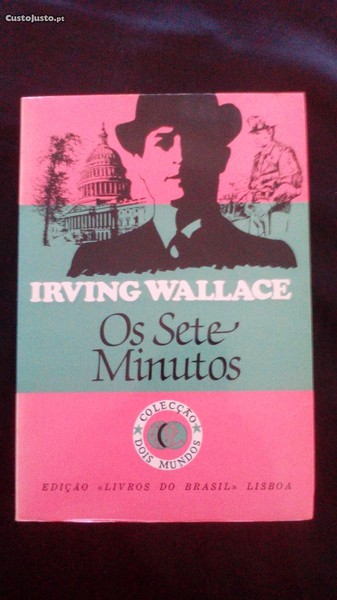 CustoJusto.pt
IRVING WALLACE
Os Sete
Minutos
COLECÇÃO
DOIS MUNDOS
EDIÇÃO «LIVROS DO BRASIL» LISBOA